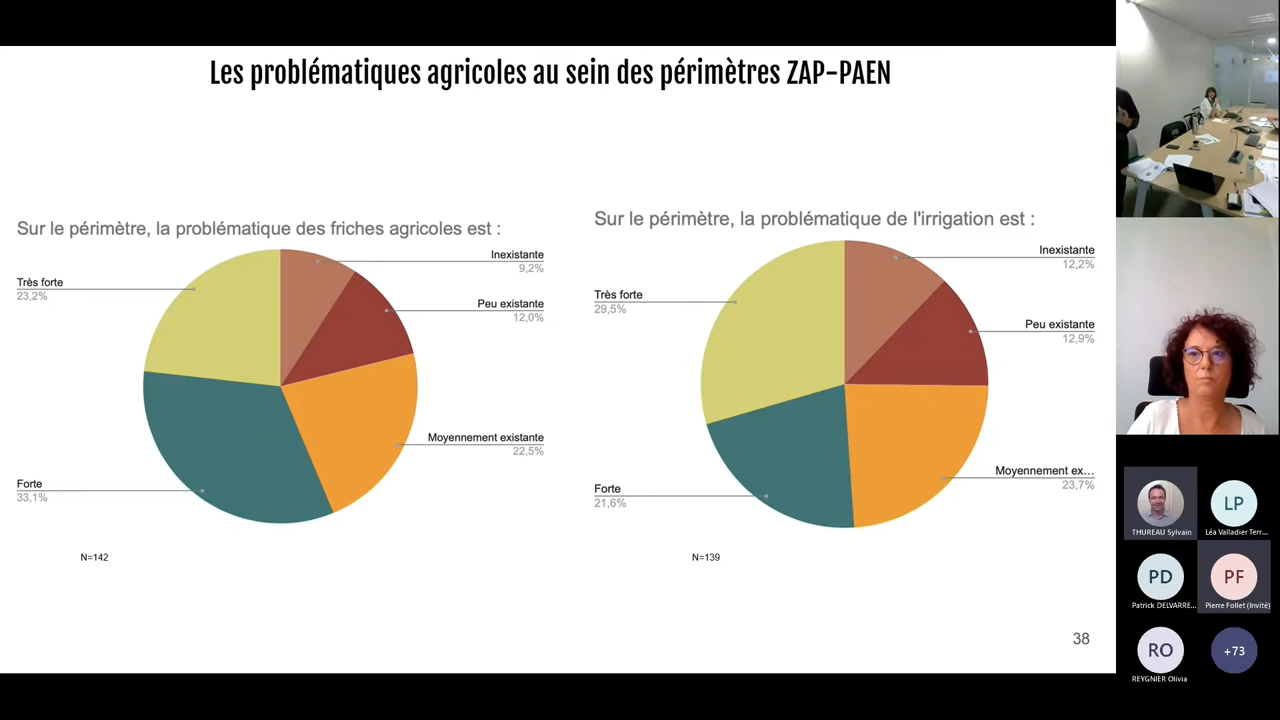 Les problématiques agricoles au sein des périmètres ZAP-PAEN
Sur le périmètre, la problématique des friches agricoles est :
Inexistante
9,2%
Très forte
23,2%
Peu existante
12,0%
Moyennement existante
22,5%
Forte
33,1%
N=142
Sur le périmètre, la problématique de l'irrigation est :
Inexistante
12,2%
Très forte
29,5%
Peu existante
12,9%
Moyennement ex...
23,7%
Forte
21,6%
N=139
38
THUREAU Sylvain
LP
Léa Valladier Terr...
PD
Patrick DELVARRE...
PF
Pierre Follet (Invité)
RO
REYGNIER Olivia
+73